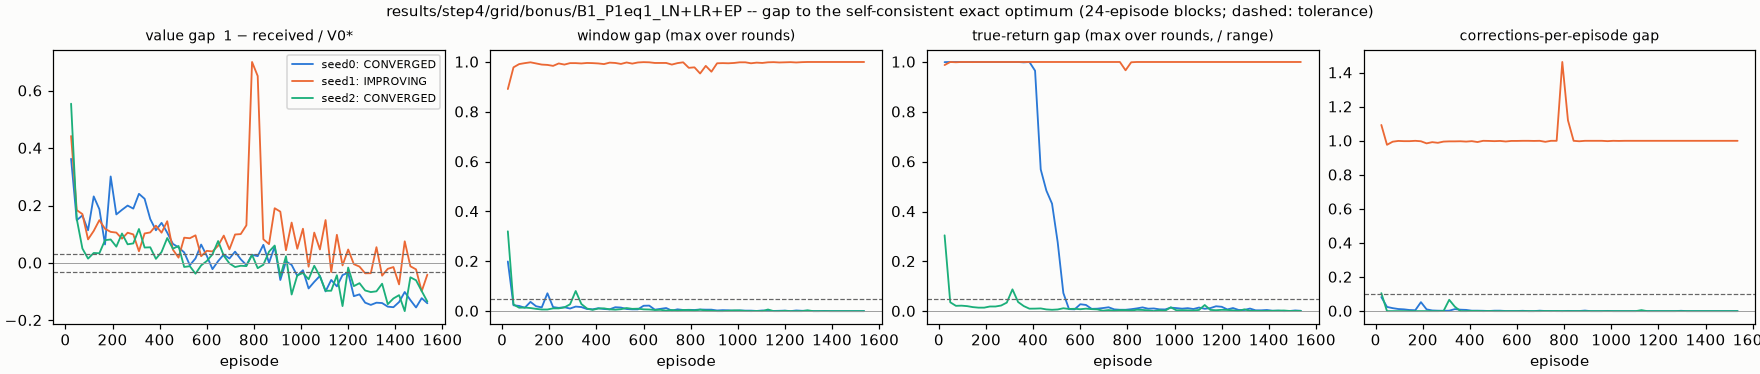 results/step4/grid/bonus/B1_P1eq1_LN+LR+EP -- gap to the self-consistent exact optimum (24-episode blocks; dashed: tolerance)
value gap  1 − received / V0*
window gap (max over rounds)
true-return gap (max over rounds, / range)
corrections-per-episode gap
seed0: CONVERGED
seed1: IMPROVING
seed2: CONVERGED
0.6
0.4
0.2
0.0
−0.2
0 200 400 600 800 1000 1200 1400 1600
episode
1.0
0.8
0.6
0.4
0.2
0.0
0 200 400 600 800 1000 1200 1400 1600
episode
1.0
0.8
0.6
0.4
0.2
0.0
0 200 400 600 800 1000 1200 1400 1600
episode
1.4
1.2
1.0
0.8
0.6
0.4
0.2
0.0
0 200 400 600 800 1000 1200 1400
episode